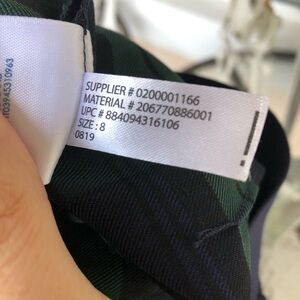 SUPPLIER # 0200001166
MATERIAL # 206770886001
UPC # 884094316106
SIZE : 8
0819